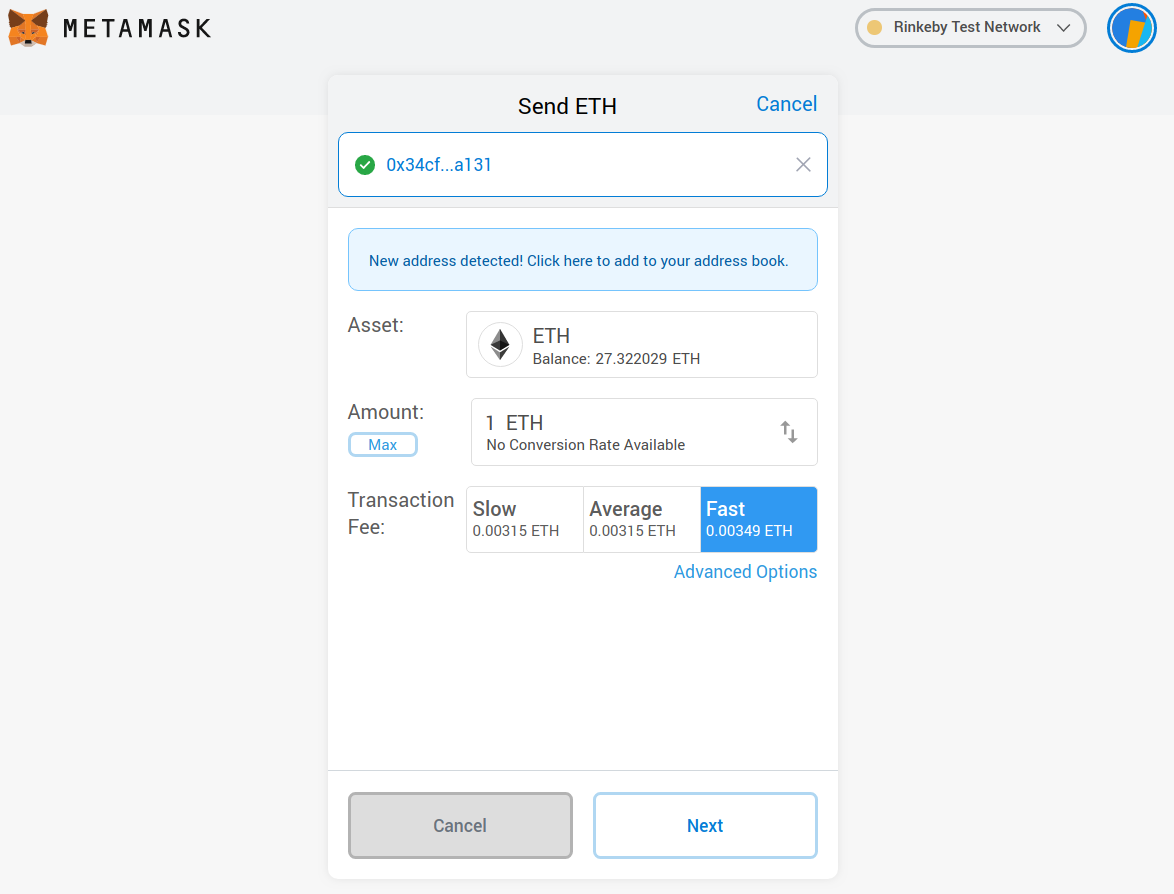 METAMASK
Rinkeby Test Network
Send ETH
Cancel
0x34cf...a131
New address detected! Click here to add to your address book.
Asset:
ETH
Balance: 27.322029 ETH
Amount:
Max
1 ETH
No Conversion Rate Available
Transaction
Fee:
Slow
0.00315 ETH
Average
0.00315 ETH
Fast
0.00349 ETH
Advanced Options
Cancel
Next